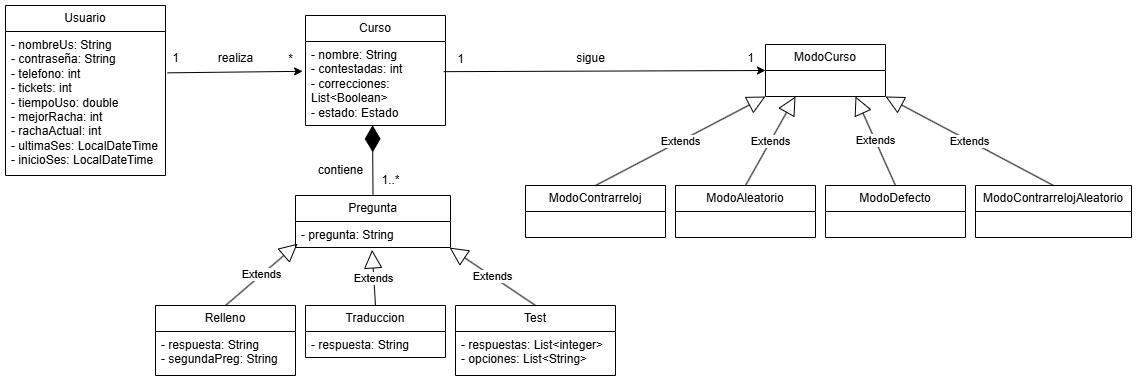 Usuario
- nombreUs: String
- contraseña: String
- telefono: int
- tickets: int
- tiempoUso: double
- mejorRacha: int
- rachaActual: int
- ultimaSes: LocalDateTime
- inicioSes: LocalDateTime
1
realiza
*
Curso
- nombre: String
- contestadas: int
- correcciones:
List<Boolean>
- estado: Estado
1
sigue
1
ModoCurso
Extends
Extends
Extends
Extends
ModoContrarreloj
ModoAleatorio
ModoDefecto
ModoContrarrelojAleatorio
contiene
1..*
Pregunta
- pregunta: String
Extends
Extends
Extends
Relleno
- respuesta: String
- segundaPreg: String
Traduccion
- respuesta: String
Test
- respuestas: List<integer>
- opciones: List<String>